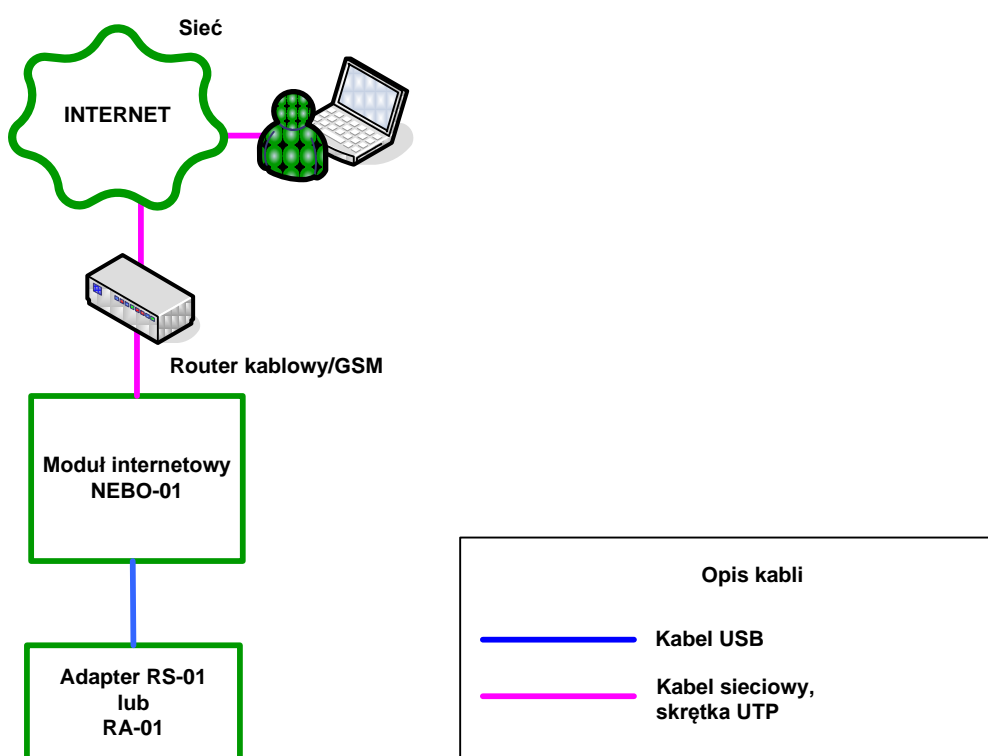 Sieć
INTERNET
Router kablowy/GSM
Moduł internetowy
NEBO-01
Adapter RS-01
lub
RA-01
Opis kabli
Kabel USB
Kabel sieciowy,
skrętka UTP